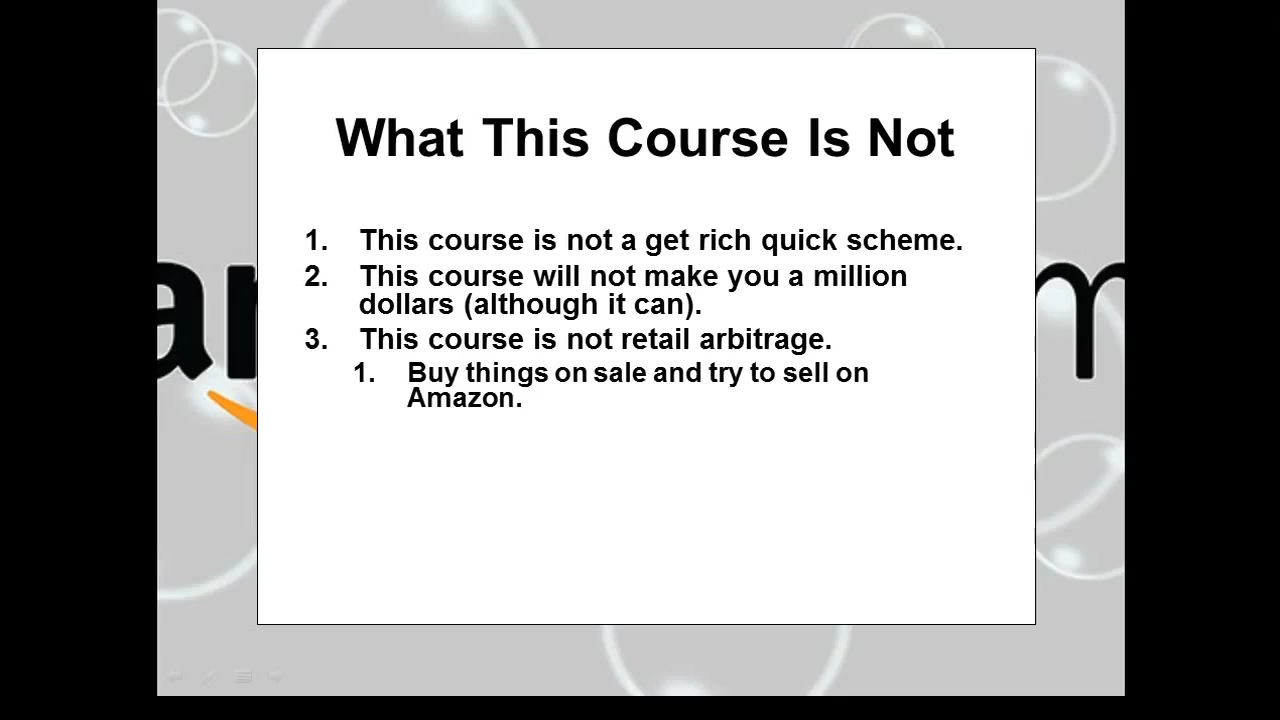 What This Course Is Not
1. This course is not a get rich quick scheme.
2. This course will not make you a million
dollars (although it can).
3. This course is not retail arbitrage.
1. Buy things on sale and try to sell on
Amazon.